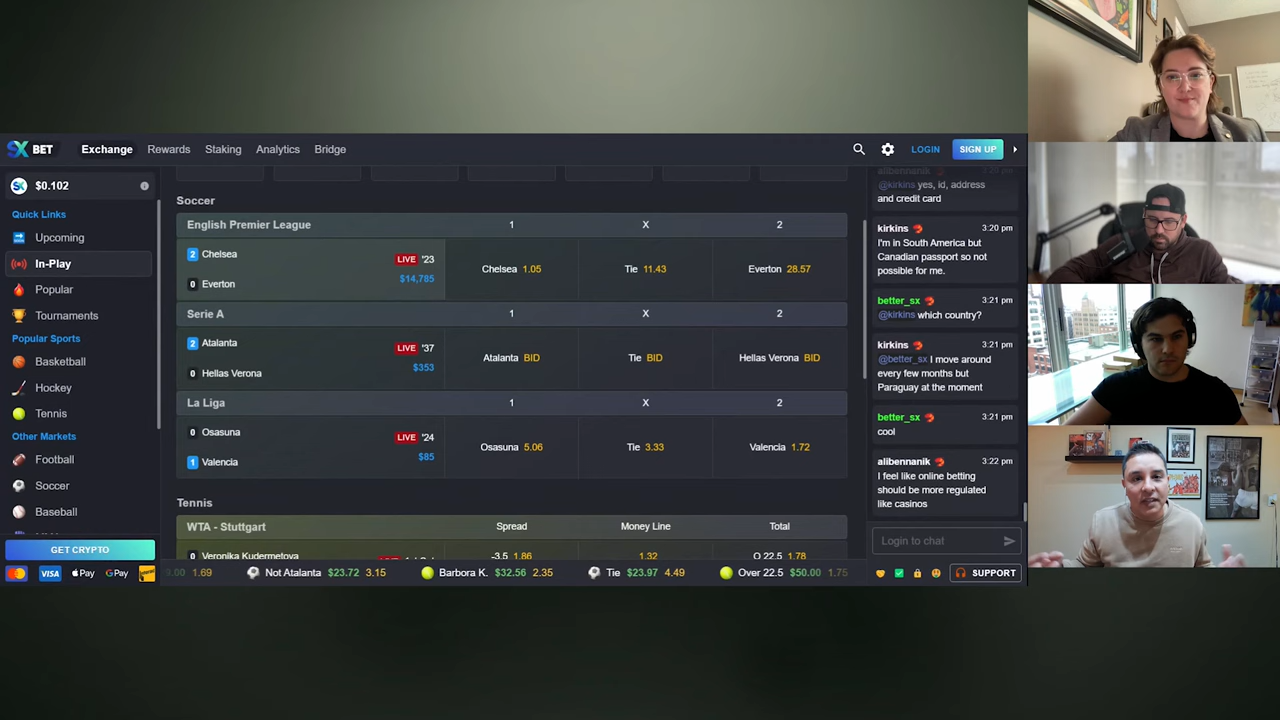 SX BET
Exchange
Rewards
Staking
Analytics
Bridge
LOGIN
SIGN UP
$0.102
Quick Links
Upcoming
In-Play
Popular
Tournaments
Popular Sports
Basketball
Hockey
Tennis
Other Markets
Football
Soccer
Baseball
GET CRYPTO
VISA
Pay
G Pay
Soccer
English Premier League 1 X 2
2 Chelsea
LIVE '23
0 Everton
$14,785
Chelsea 1.05
Tie 11.43
Everton 28.57
Serie A 1 X 2
2 Atalanta
LIVE '37
0 Hellas Verona
$353
Atalanta BID
Tie BID
Hellas Verona BID
La Liga 1 X 2
0 Osasuna
LIVE '24
1 Valencia
$85
Osasuna 5.06
Tie 3.33
Valencia 1.72
Tennis
WTA - Stuttgart Spread Money Line Total
0 Veronika Kudermetova
-3.5 1.86
1.32
O 22.5 1.78
1.69
Not Atalanta $23.72 3.15
Barbora K. $32.56 2.35
Tie $23.97 4.49
Over 22.5 $50.00 1.75
alibennanik
@kirkins yes, id, address
and credit card
kirkins 3:20 pm
I'm in South America but
Canadian passport so not
possible for me.
better_sx 3:21 pm
@kirkins which country?
kirkins 3:21 pm
@better_sx I move around
every few months but
Paraguay at the moment
better_sx 3:21 pm
cool
alibennanik 3:22 pm
I feel like online betting
should be more regulated
like casinos
Login to chat
SUPPORT